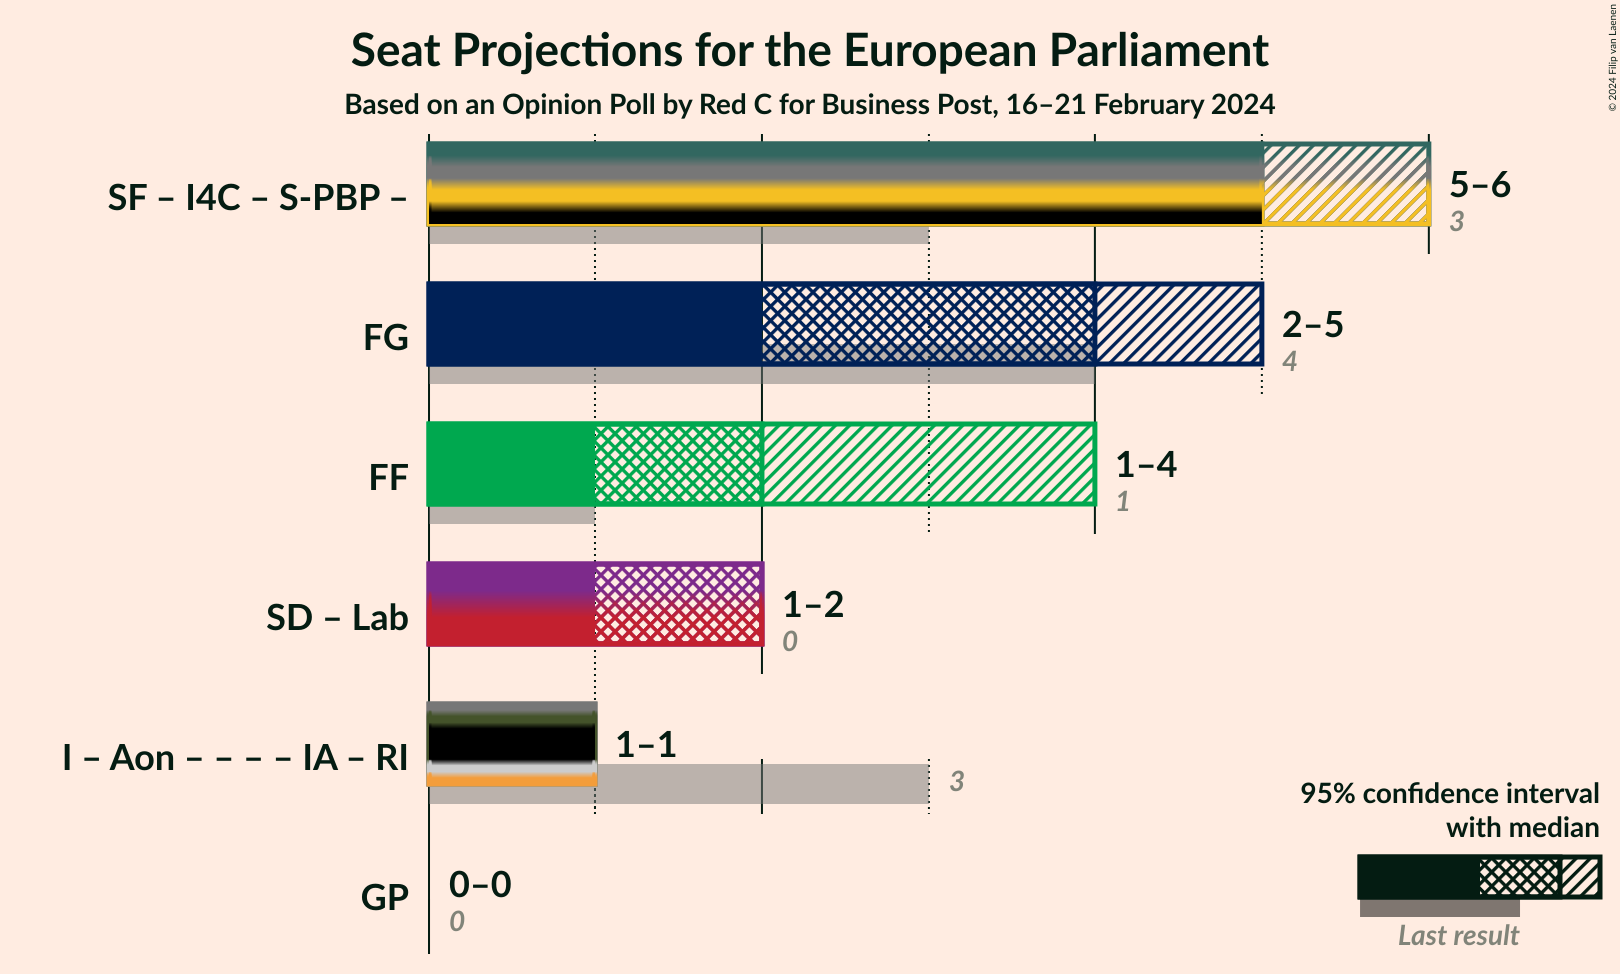 Seat Projections for the European Parliament
Based on an Opinion Poll by Red C for Business Post, 16–21 February 2024
© 2024 Filip van Laenen
SF – I4C – S-PBP –
5–6
3
FG
2–5
4
FF
1–4
1
SD – Lab
1–2
0
I – Aon – – – – IA – RI
1–1
3
GP
0–0
0
95% confidence interval
with median
Last result